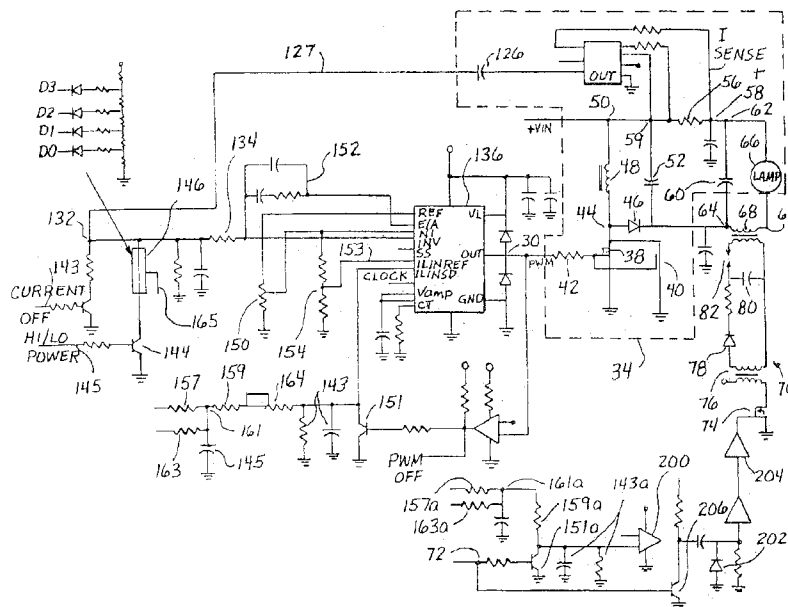 127
126
OUT
I
SENSE
+
56
58
62
50
+VIN
59
66
LAMP
48
52
60
46
44
64
68
6
D3
D2
D1
D0
134
152
136
146
132
REF
E/A
NI
INV
SS
ILINREF
ILINSD
Vamp
CT
VL
OUT
GND
30
PWM
42
38
40
153
CLOCK
143
CURRENT
OFF
165
HI/LO
POWER
144
145
150
154
34
82
80
78
76
70
74
157
159
164
143
151
161
163
145
PWM
OFF
204
157a
163a
161a
159a
143a
151a
200
206
72
202